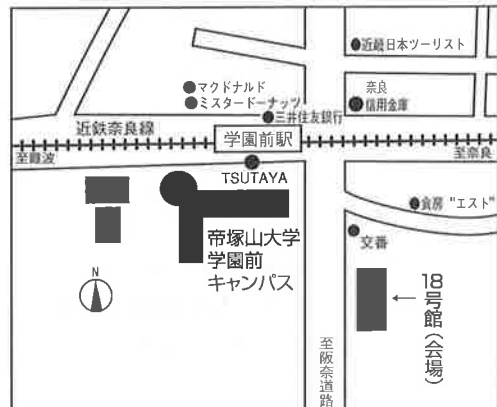 近畿日本ツーリスト
マクドナルド
ミスタードーナッツ
奈良
信用金庫
三井住友銀行
近鉄奈良線
学園前駅
至難波
至奈良
TSUTAYA
食房 "エスト"
帝塚山大学
学園前
キャンパス
交番
N
18号館(会場)
至阪奈道路